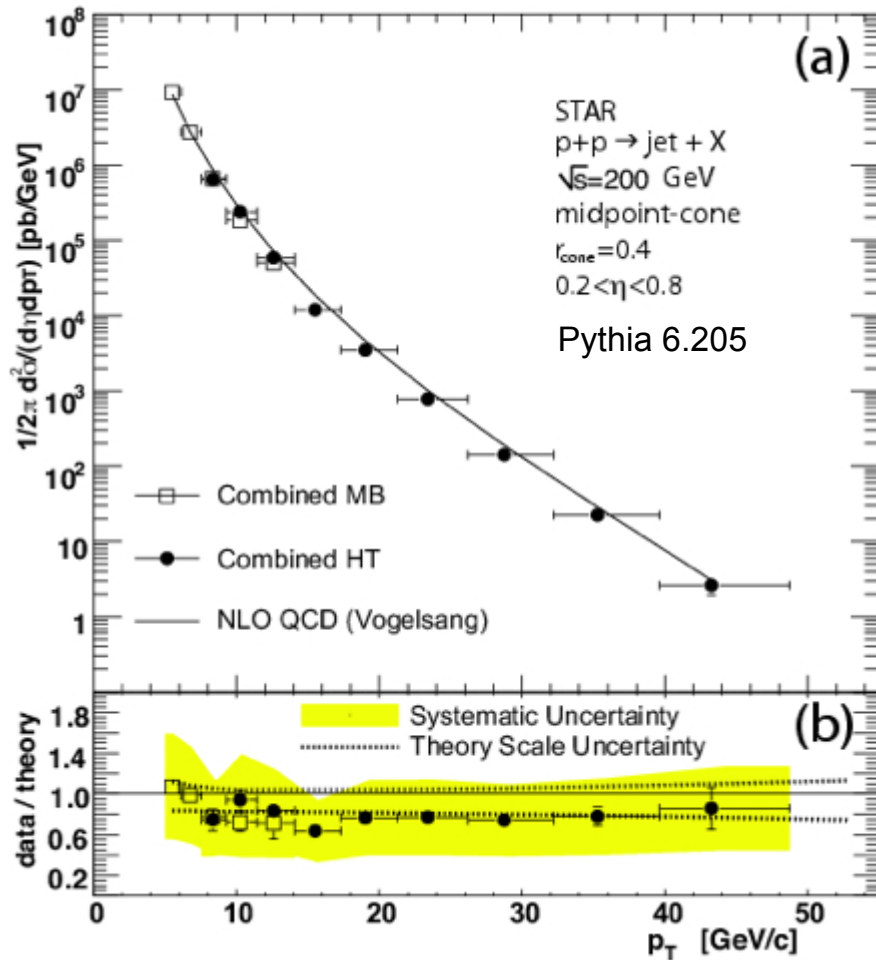 (a)
10⁸
10⁷
10⁶
10⁵
10⁴
10³
10²
10
1
1/2π d²σ/(dηdpT) [pb/GeV]
STAR
p+p → jet + X
√s=200 GeV
midpoint-cone
rcone=0.4
0.2<η<0.8
Pythia 6.205
Combined MB
Combined HT
NLO QCD (Vogelsang)
(b)
Systematic Uncertainty
Theory Scale Uncertainty
data / theory
1.8
1.4
1.0
0.6
0.2
0 10 20 30 40 50
pT [GeV/c]